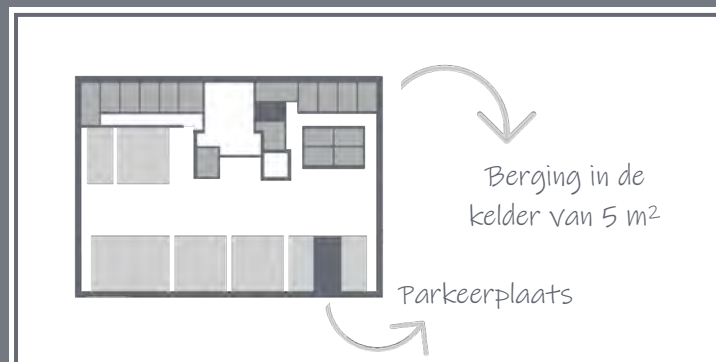 Berging in de
kelder van 5 m²
Parkeerplaats